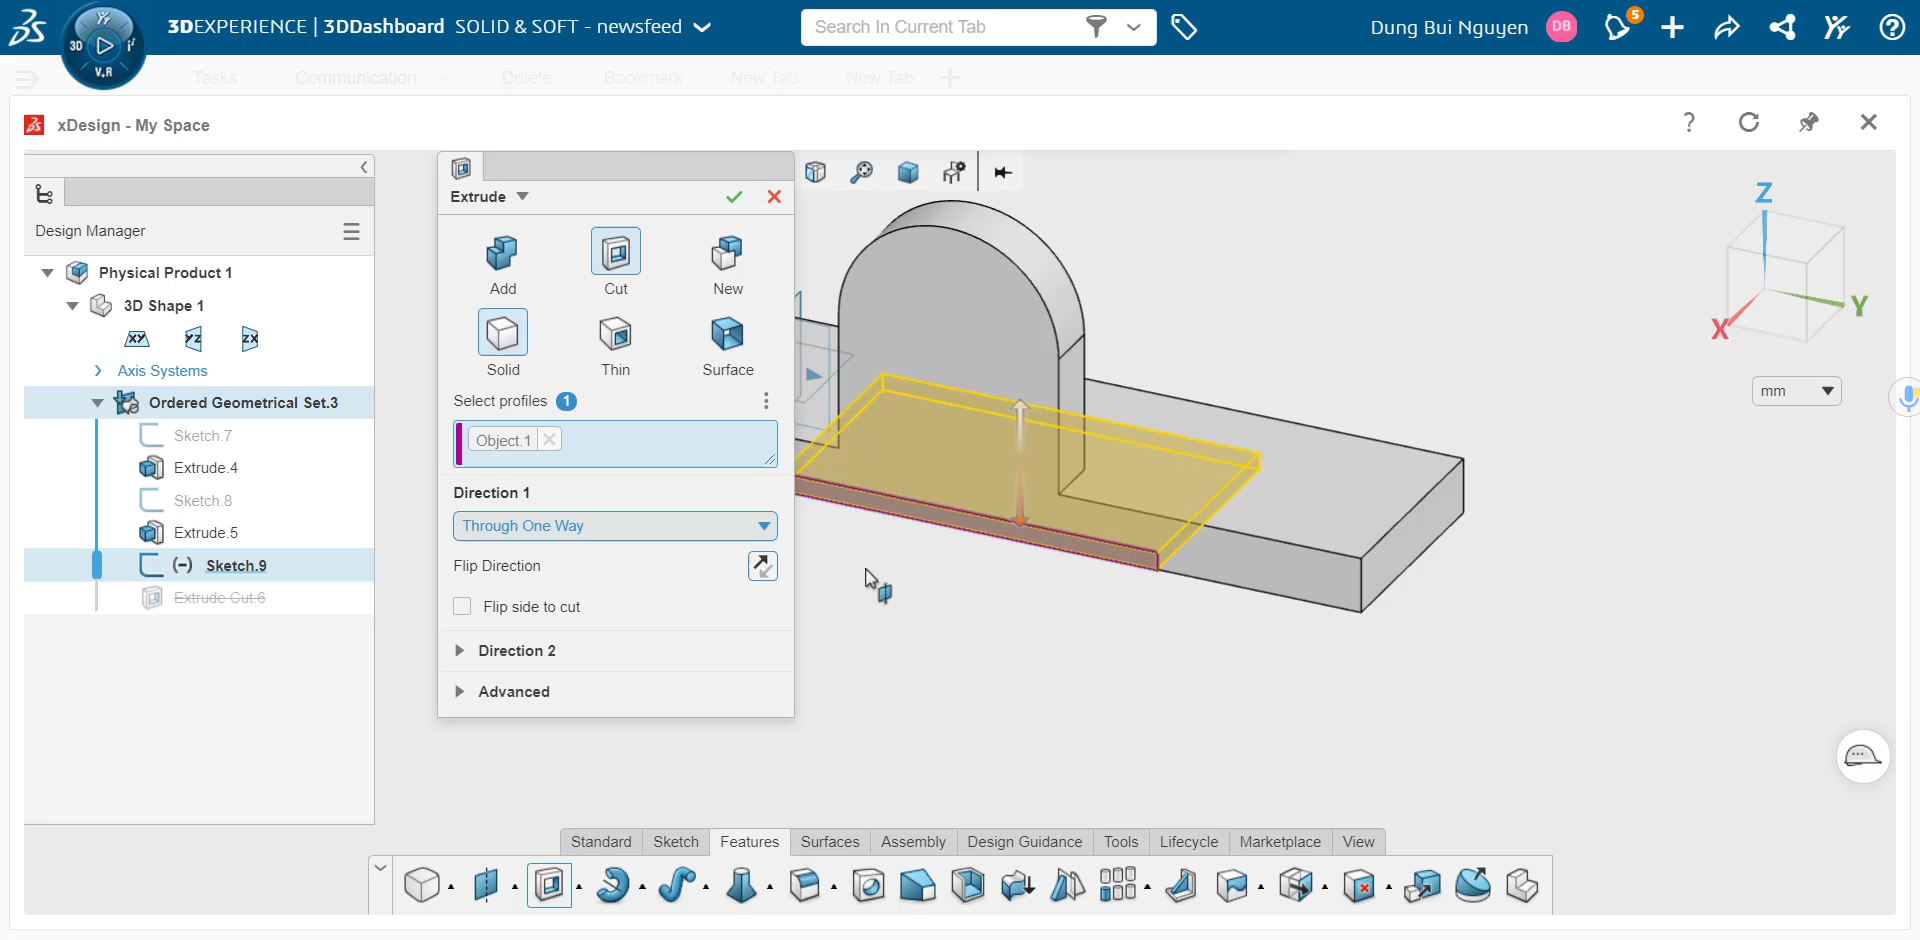 3DEXPERIENCE | 3DDashboard SOLID & SOFT - newsfeed
Search In Current Tab
Dung Bui Nguyen DB 5
3D V.R
Tasks Communication Delete Bookmark New Tab New Tab
xDesign - My Space
Design Manager
Physical Product 1
3D Shape 1
XY YZ ZX
Axis Systems
Ordered Geometrical Set.3
Sketch.7
Extrude.4
Sketch.8
Extrude.5
(-) Sketch.9
Extrude Cut.6
Extrude
Add Cut New
Solid Thin Surface
Select profiles 1
Object.1
Direction 1
Through One Way
Flip Direction
Flip side to cut
Direction 2
Advanced
Z
Y
X
mm
Standard Sketch Features Surfaces Assembly Design Guidance Tools Lifecycle Marketplace View